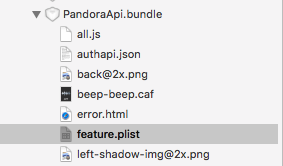 PandoraApi.bundle
all.js
authapi.json
back@2x.png
beep-beep.caf
error.html
feature.plist
left-shadow-img@2x.png